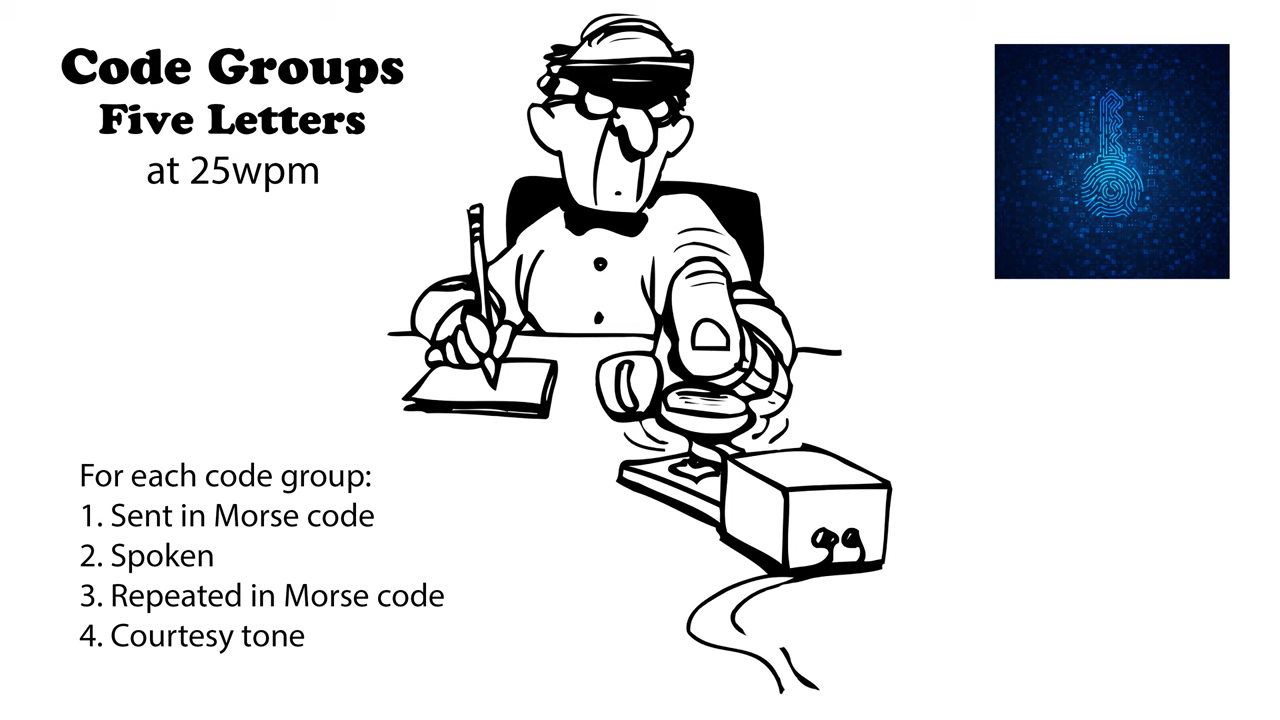 Code Groups
Five Letters
at 25wpm
For each code group:
1. Sent in Morse code
2. Spoken
3. Repeated in Morse code
4. Courtesy tone